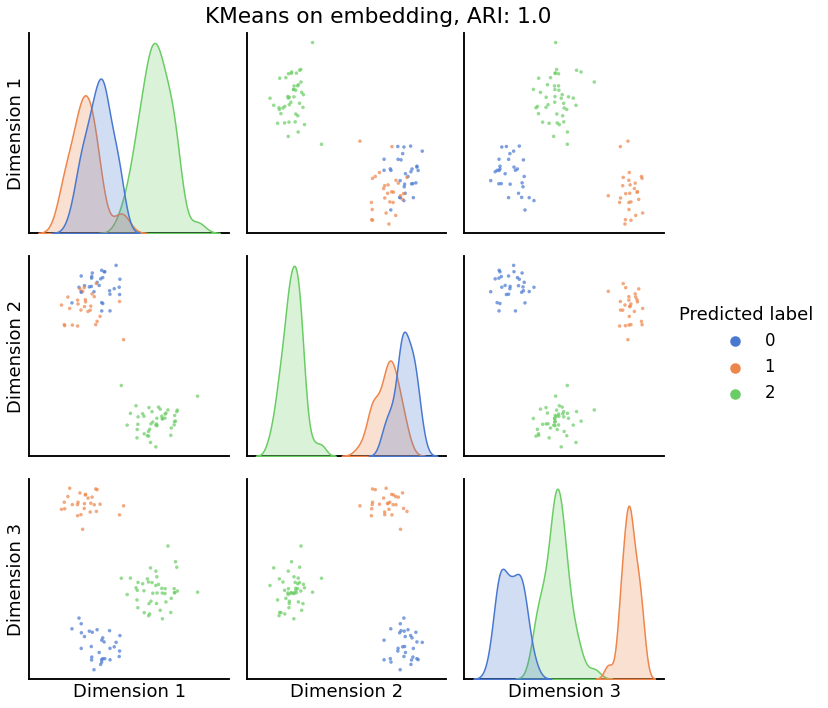 KMeans on embedding, ARI: 1.0
Dimension 1
Dimension 2
Dimension 3
Predicted label
0
1
2
Dimension 1
Dimension 2
Dimension 3